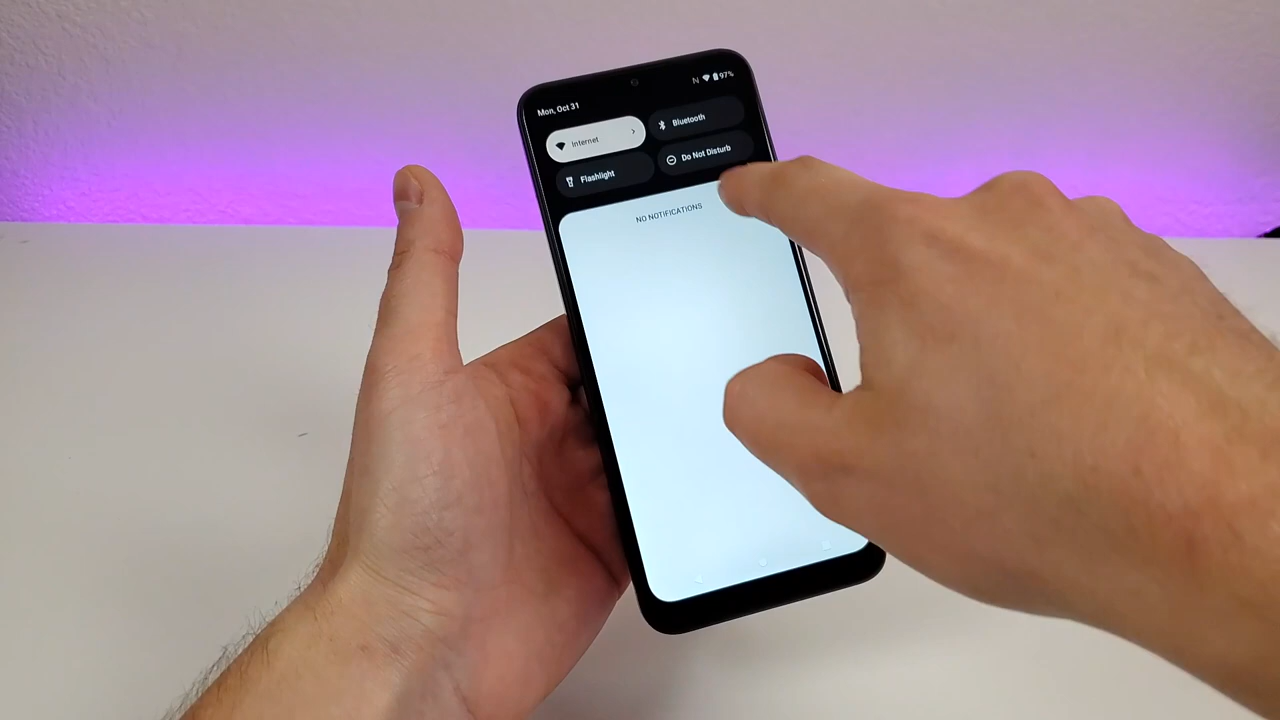 Mon, Oct 31
N 97%
Internet
Bluetooth
Flashlight
Do Not Disturb
NO NOTIFICATIONS